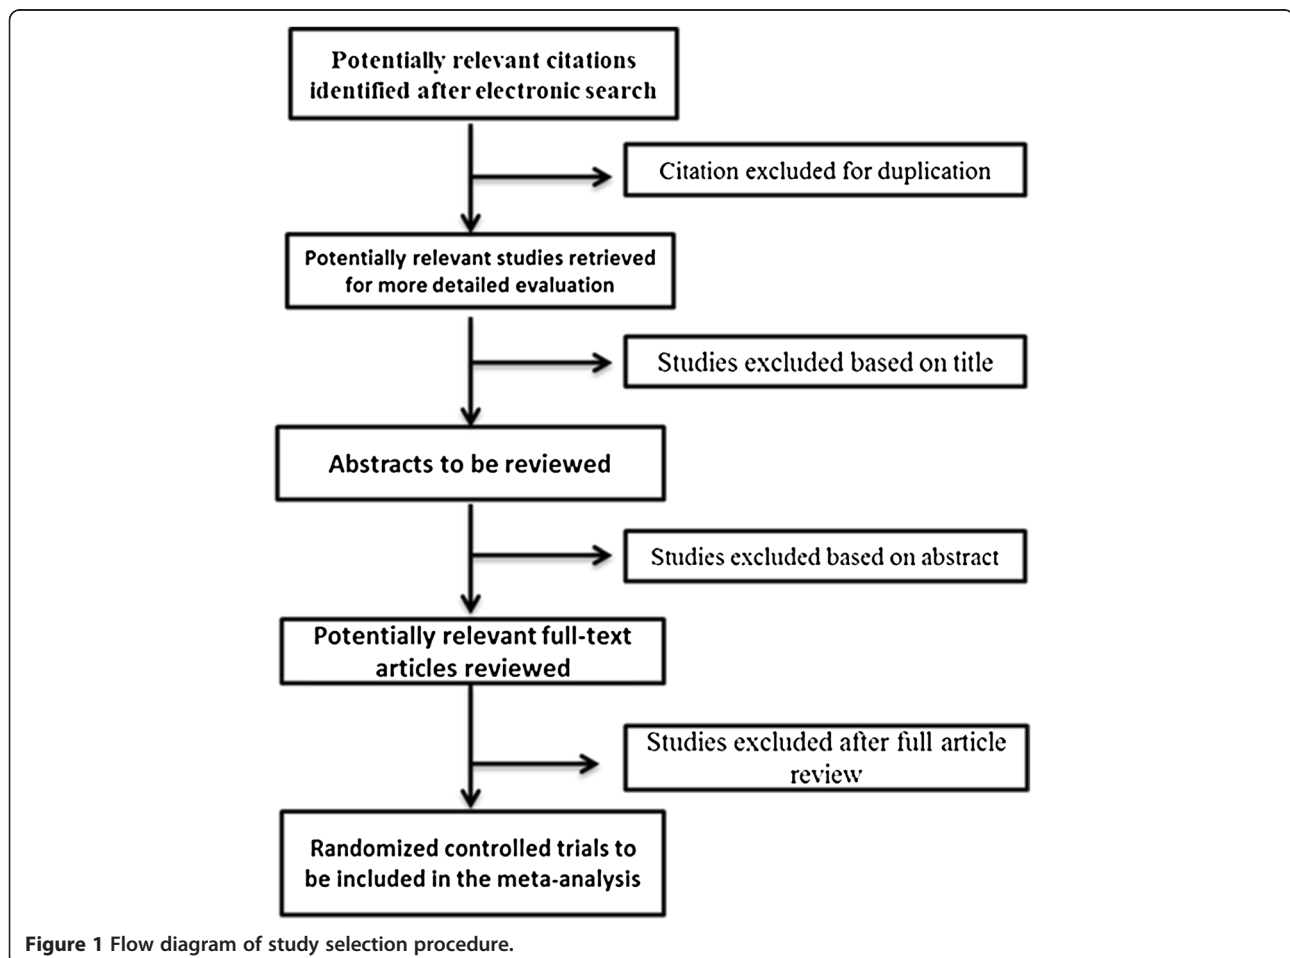 Potentially relevant citations
identified after electronic search
Citation excluded for duplication
Potentially relevant studies retrieved
for more detailed evaluation
Studies excluded based on title
Abstracts to be reviewed
Studies excluded based on abstract
Potentially relevant full-text
articles reviewed
Studies excluded after full article
review
Randomized controlled trials to
be included in the meta-analysis
Figure 1 Flow diagram of study selection procedure.